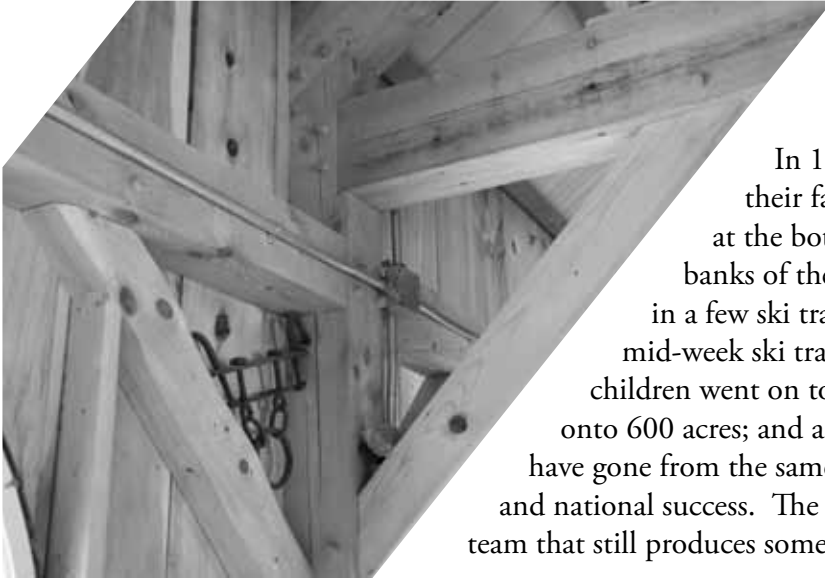 In 1
their fa
at the bot
banks of the
in a few ski tra
mid-week ski tra
children went on to
onto 600 acres; and a
have gone from the same
and national success. The
team that still produces some